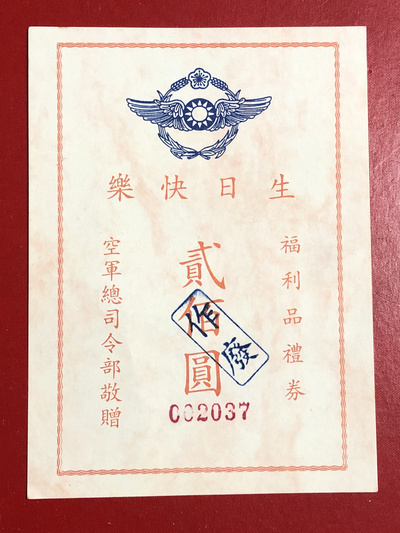 生日快樂
福利品禮券
貳佰圓
作廢
002037
空軍總司令部敬贈